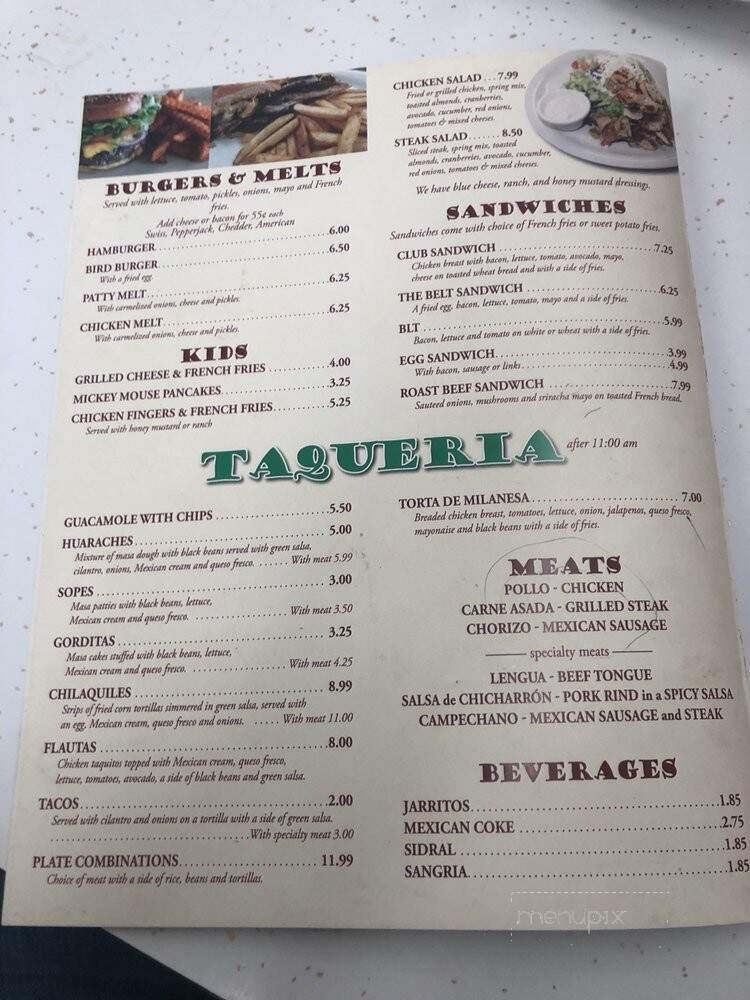 BURGERS & MELTS
Served with lettuce, tomato, pickles, onions, mayo and French
fries.
Add cheese or bacon for 55¢ each
Swiss, Pepperjack, Chedder, American
HAMBURGER 6.00
BIRD BURGER 6.50
With a fried egg
PATTY MELT 6.25
With carmelized onions, cheese and pickles.
CHICKEN MELT 6.25
With carmelized onions, cheese and pickles.
KIDS
GRILLED CHEESE & FRENCH FRIES 4.00
MICKEY MOUSE PANCAKES 3.25
CHICKEN FINGERS & FRENCH FRIES 5.25
Served with honey mustard or ranch
CHICKEN SALAD ...7.99
Fried or grilled chicken, spring mix,
toasted almonds, cranberries,
avocado, cucumber, red onions,
tomatoes & mixed cheeses.
STEAK SALAD....... 8.50
Sliced steak, spring mix, toasted
almonds, cranberries, avocado, cucumber,
red onions, tomatoes & mixed cheeses.
We have blue cheese, ranch, and honey mustard dressings.
SANDWICHES
Sandwiches come with choice of French fries or sweet potato fries.
CLUB SANDWICH 7.25
Chicken breast with bacon, lettuce, tomato, avocado, mayo,
cheese on toasted wheat bread and with a side of fries.
THE BELT SANDWICH 6.25
A fried egg, bacon, lettuce, tomato, mayo and a side of fries.
BLT 5.99
Bacon, lettuce and tomato on white or wheat with a side of fries.
EGG SANDWICH 3.99
With bacon, sausage or links 4.99
ROAST BEEF SANDWICH 7.99
Sauteed onions, mushrooms and sriracha mayo on toasted French bread.
TAQUERIA after 11:00 am
GUACAMOLE WITH CHIPS 5.50
HUARACHES 5.00
Mixture of masa dough with black beans served with green salsa,
cilantro, onions, Mexican cream and queso fresco. ...... With meat 5.99
SOPES 3.00
Masa patties with black beans, lettuce,
Mexican cream and queso fresco. With meat 3.50
GORDITAS 3.25
Masa cakes stuffed with black beans, lettuce,
Mexican cream and queso fresco. With meat 4.25
CHILAQUILES 8.99
Strips of fried corn tortillas simmered in green salsa, served with
an egg, Mexican cream, queso fresco and onions. ...... With meat 11.00
FLAUTAS 8.00
Chicken taquitos topped with Mexican cream, queso fresco,
lettuce, tomatoes, avocado, a side of black beans and green salsa.
TACOS 2.00
Served with cilantro and onions on a tortilla with a side of green salsa.
With specialty meat 3.00
PLATE COMBINATIONS 11.99
Choice of meat with a side of rice, beans and tortillas.
TORTA DE MILANESA 7.00
Breaded chicken breast, tomatoes, lettuce, onion, jalapenos, queso fresco,
mayonaise and black beans with a side of fries.
MEATS
POLLO - CHICKEN
CARNE ASADA - GRILLED STEAK
CHORIZO - MEXICAN SAUSAGE
specialty meats
LENGUA - BEEF TONGUE
SALSA de CHICHARRÓN - PORK RIND in a SPICY SALSA
CAMPECHANO - MEXICAN SAUSAGE and STEAK
BEVERAGES
JARRITOS 1.85
MEXICAN COKE 2.75
SIDRAL 1.85
SANGRIA 1.85
menupix